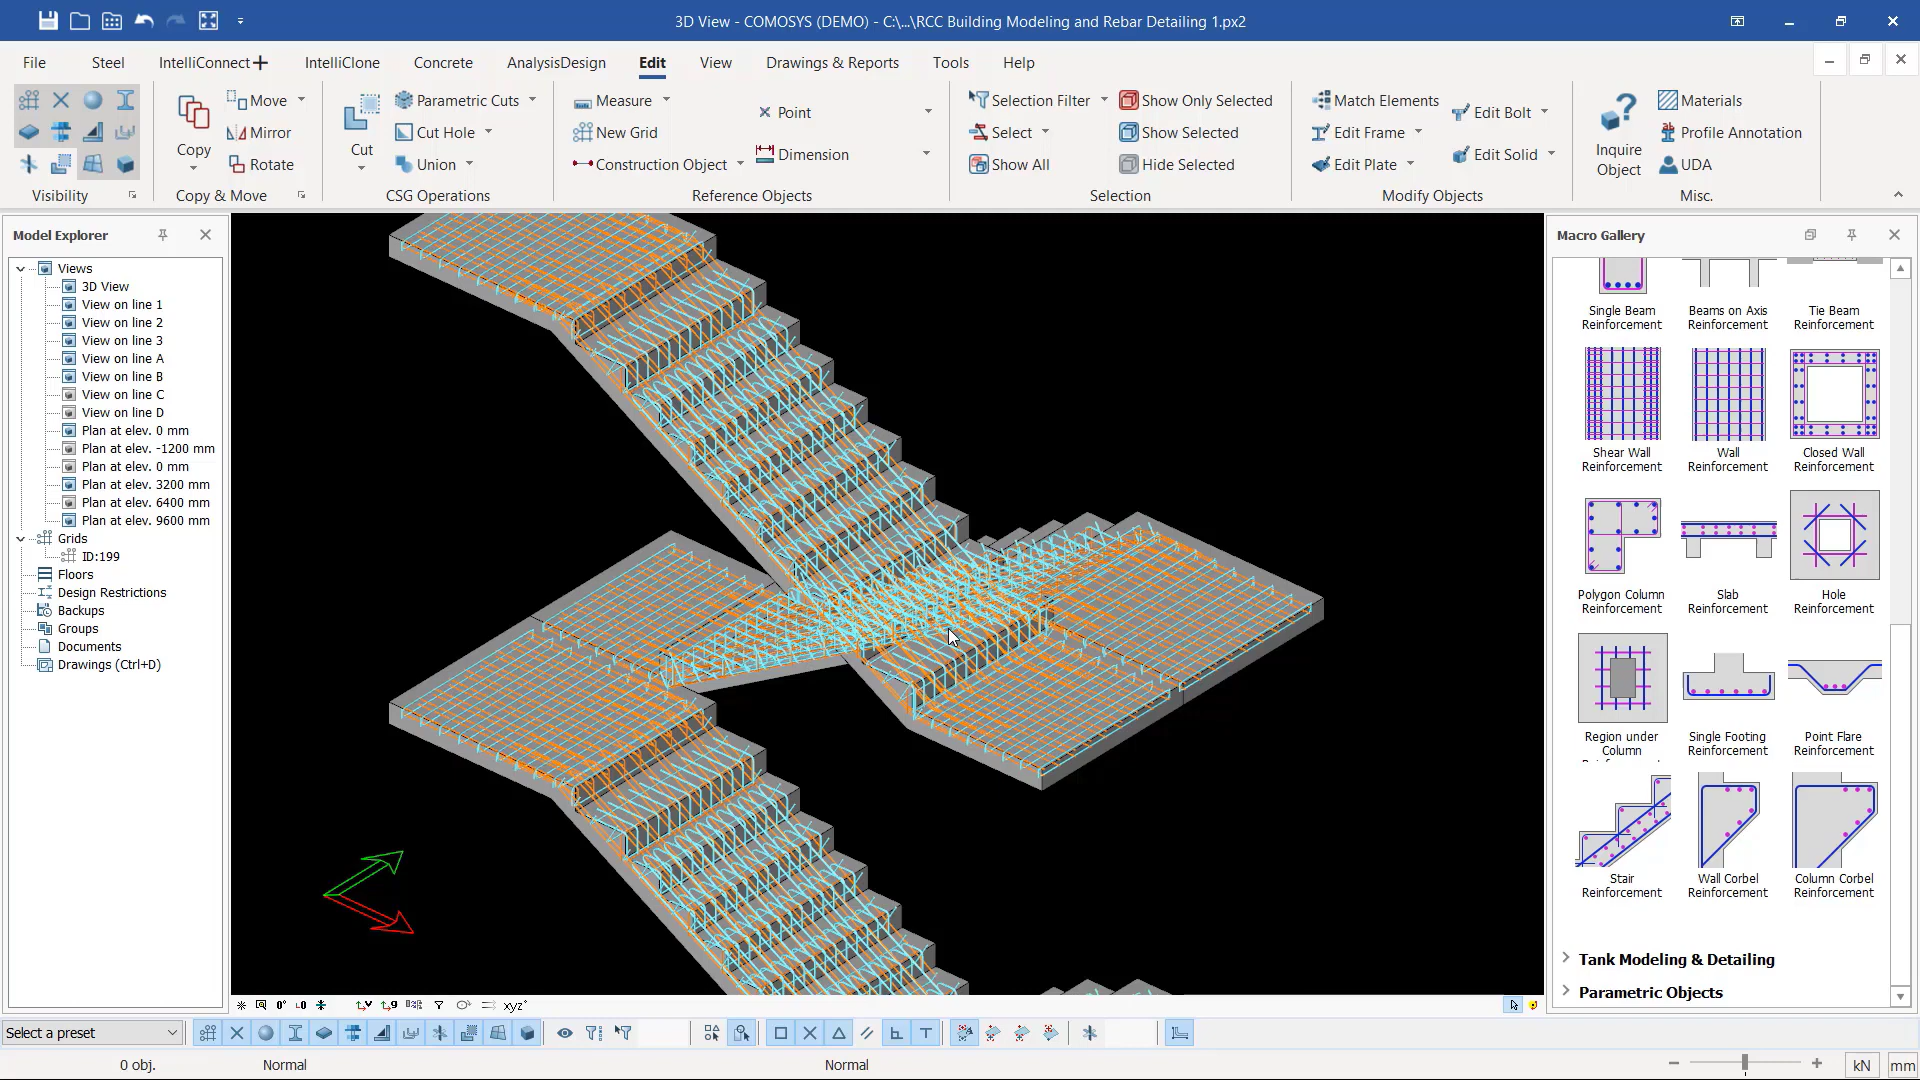 3D View - COMOSYS (DEMO) - C:\...\RCC Building Modeling and Rebar Detailing 1.px2
File Steel IntelliConnect IntelliClone Concrete AnalysisDesign Edit View Drawings & Reports Tools Help
Visibility
Copy
Move
Mirror
Rotate
Copy & Move
Cut
Parametric Cuts
Cut Hole
Union
CSG Operations
Measure
New Grid
Construction Object
Point
Dimension
Reference Objects
Selection Filter
Select
Show All
Show Only Selected
Show Selected
Hide Selected
Selection
Match Elements
Edit Frame
Edit Plate
Edit Bolt
Edit Solid
Modify Objects
Inquire
Object
Materials
Profile Annotation
UDA
Misc.
Model Explorer
Views
3D View
View on line 1
View on line 2
View on line 3
View on line A
View on line B
View on line C
View on line D
Plan at elev. 0 mm
Plan at elev. -1200 mm
Plan at elev. 0 mm
Plan at elev. 3200 mm
Plan at elev. 6400 mm
Plan at elev. 9600 mm
Grids
ID:199
Floors
Design Restrictions
Backups
Groups
Documents
Drawings (Ctrl+D)
Macro Gallery
Single Beam
Reinforcement
Beams on Axis
Reinforcement
Tie Beam
Reinforcement
Shear Wall
Reinforcement
Wall
Reinforcement
Closed Wall
Reinforcement
Polygon Column
Reinforcement
Slab
Reinforcement
Hole
Reinforcement
Region under
Column
Single Footing
Reinforcement
Point Flare
Reinforcement
Stair
Reinforcement
Wall Corbel
Reinforcement
Column Corbel
Reinforcement
Tank Modeling & Detailing
Parametric Objects
xyz
Select a preset
0 obj.
Normal
Normal
kN
mm